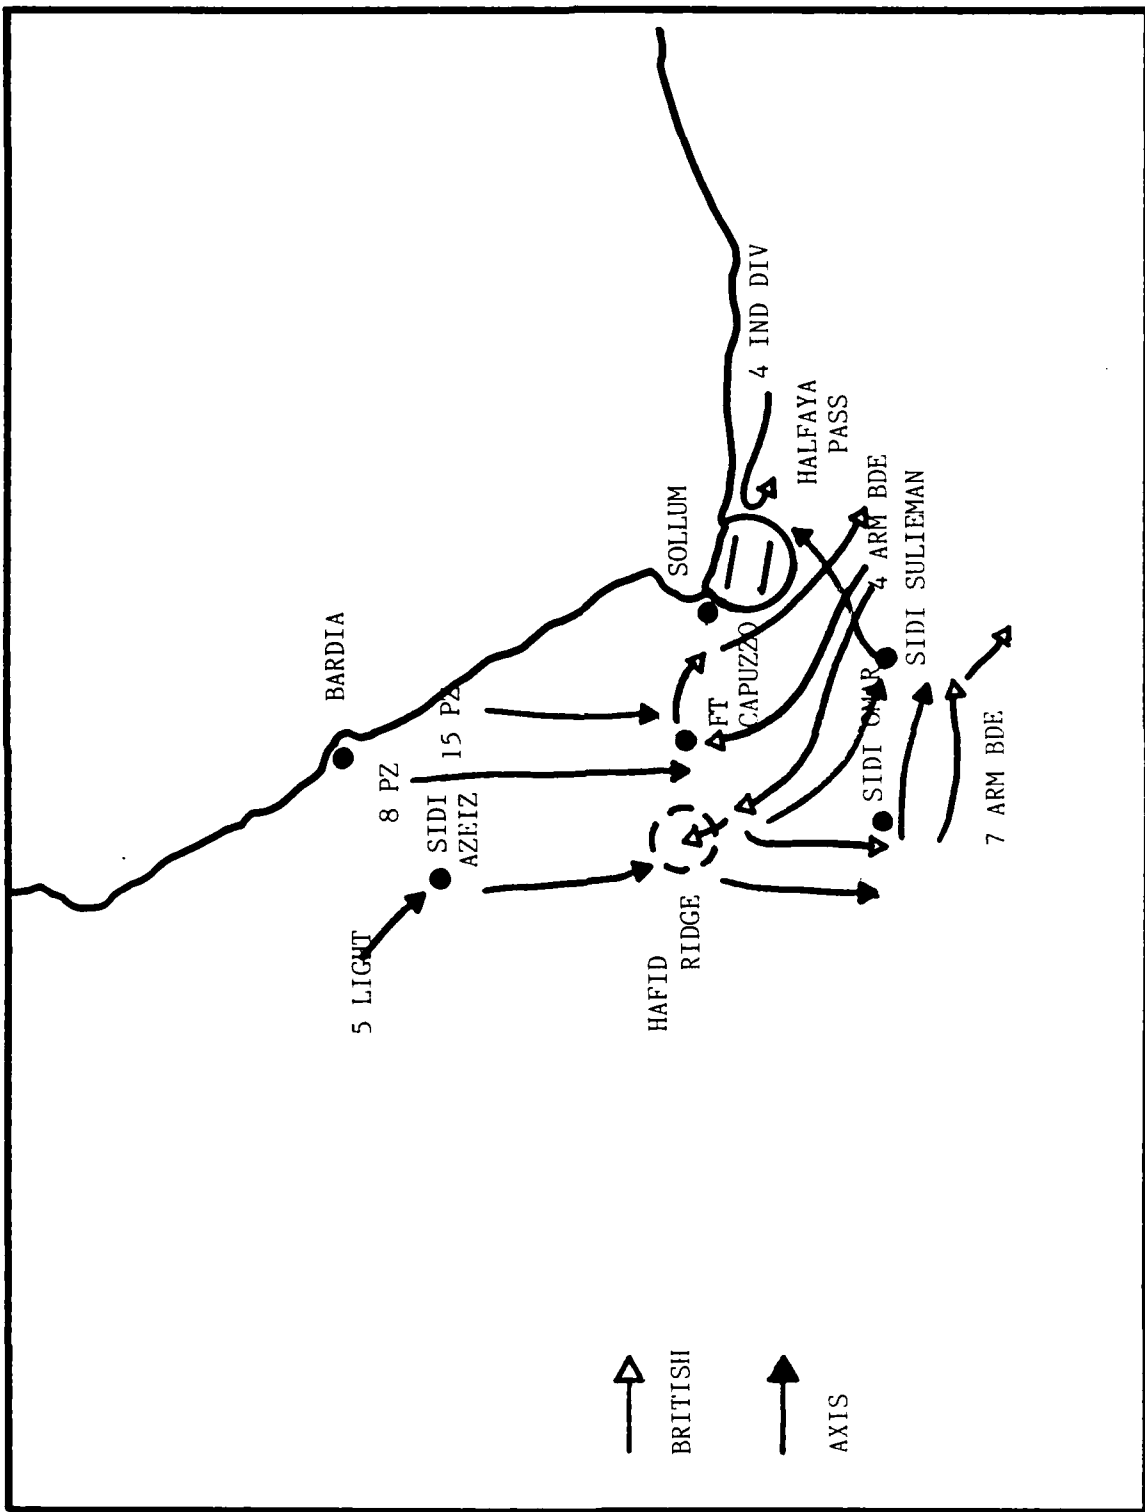 BARDIA
5 LIGHT
8 PZ
SIDI
AZEIZ
15 PZ
HAFID
RIDGE
SOLLUM
BRITISH
FT
CAPUZZO
4 IND DIV
HALFAYA
PASS
AXIS
SIDI OMAR
4 ARM BDE
SIDI SULIEMAN
7 ARM BDE